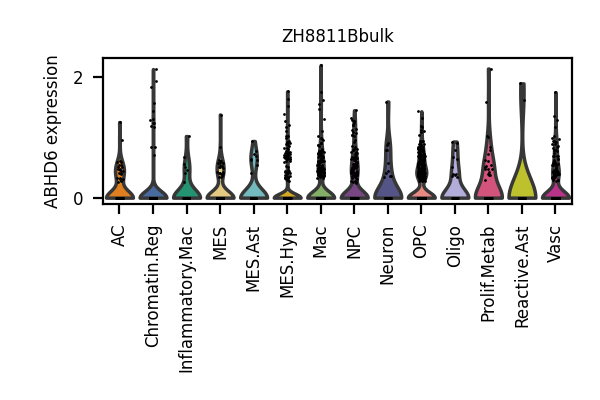 ZH8811Bbulk
ABHD6 expression
2
0
AC
Chromatin.Reg
Inflammatory.Mac
MES
MES.Ast
MES.Hyp
Mac
NPC
Neuron
OPC
Oligo
Prolif.Metab
Reactive.Ast
Vasc